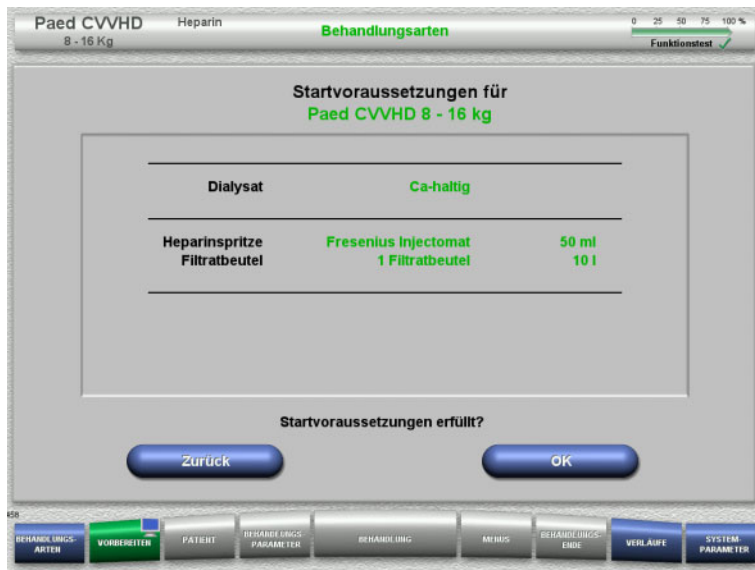 Paed CVVHD Heparin Behandlungsarten 0 25 50 75 100 %
8 - 16 Kg Funktionstest
Startvoraussetzungen für
Paed CVVHD 8 - 16 kg
Dialysat Ca-haltig
Heparinspritze Fresenius Injectomat 50 ml
Filtratbeutel 1 Filtratbeutel 10 l
Startvoraussetzungen erfüllt?
Zurück OK
BEHANDLUNGS-
ARTEN
VORBEREITEN
PATIENT
BEHANDLUNGS-
PARAMETER
BEHANDLUNG
MENUS
BEHANDLUNGS-
ENDE
VERLÄUFE
SYSTEM-
PARAMETER